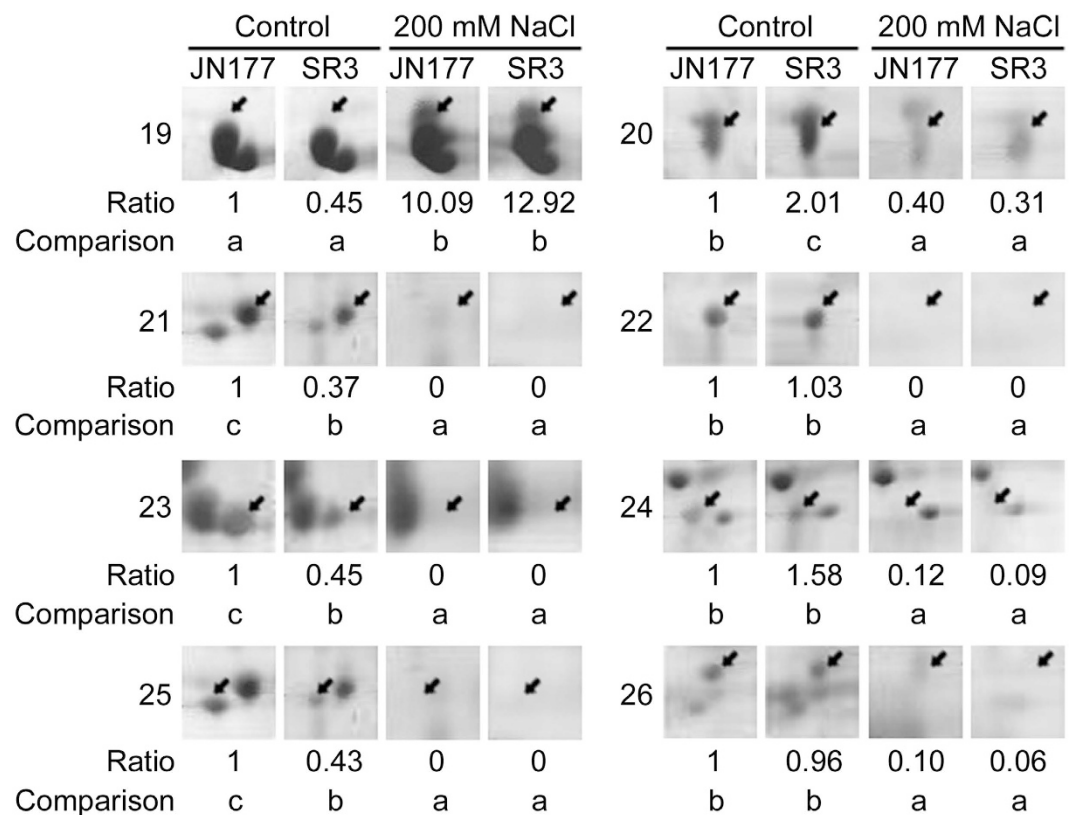 Control 200 mM NaCl Control 200 mM NaCl
JN177 SR3 JN177 SR3 JN177 SR3 JN177 SR3
19 20
Ratio 1 0.45 10.09 12.92 1 2.01 0.40 0.31
Comparison a a b b b c a a
21 22
Ratio 1 0.37 0 0 1 1.03 0 0
Comparison c b a a b b a a
23 24
Ratio 1 0.45 0 0 1 1.58 0.12 0.09
Comparison c b a a b b a a
25 26
Ratio 1 0.43 0 0 1 0.96 0.10 0.06
Comparison c b a a b b a a